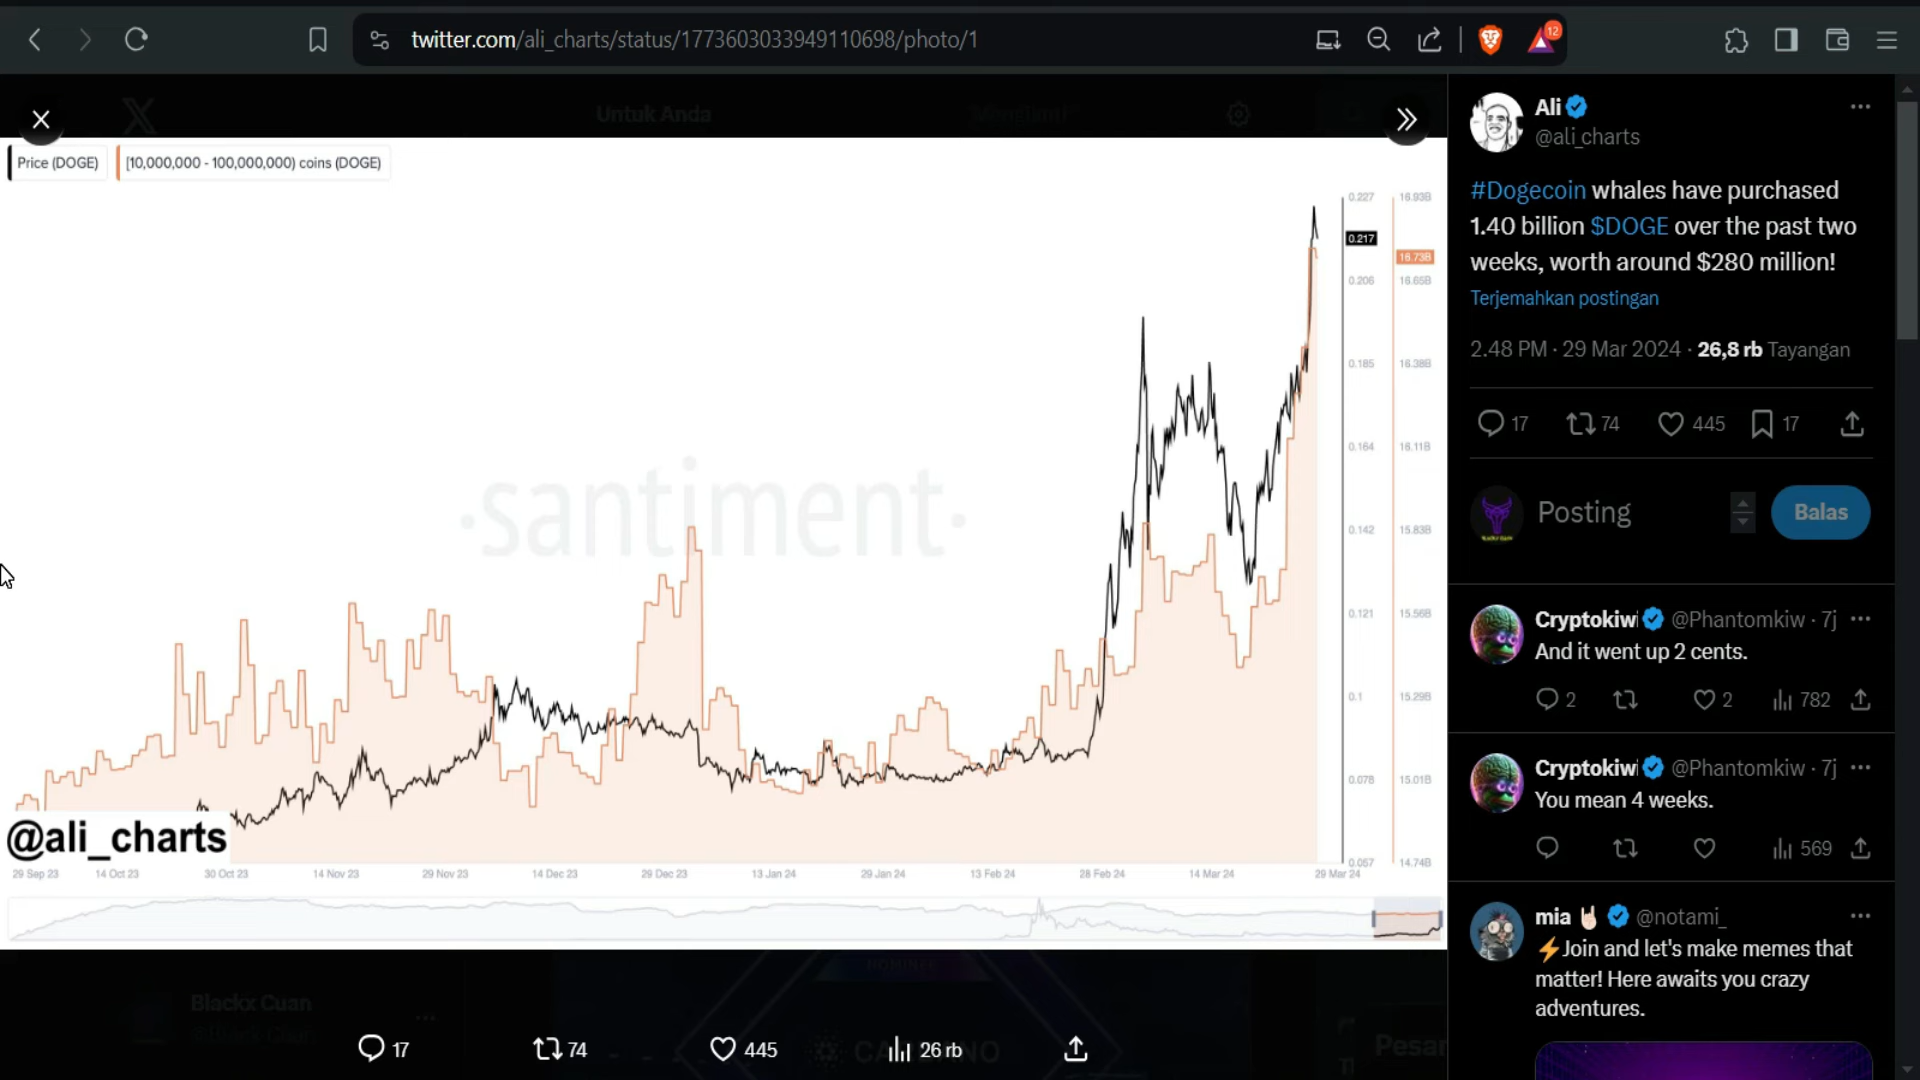 twitter.com/ali_charts/status/1773603033949110698/photo/1
12
Untuk Anda
Price (DOGE)
[10,000,000 - 100,000,000) coins (DOGE)
·santiment·
0.227
16.93B
0.217
16.73B
0.206
16.65B
0.185
16.38B
0.164
16.11B
0.142
15.83B
0.121
15.56B
0.1
15.29B
0.078
15.01B
0.057
14.74B
@ali_charts
29 Sep 23
14 Oct 23
30 Oct 23
14 Nov 23
29 Nov 23
14 Dec 23
29 Dec 23
13 Jan 24
29 Jan 24
13 Feb 24
28 Feb 24
14 Mar 24
29 Mar 24
Blackx Cuan
17
74
445
26 rb
Ali
@ali_charts
#Dogecoin whales have purchased
1.40 billion $DOGE over the past two
weeks, worth around $280 million!
Terjemahkan postingan
2.48 PM · 29 Mar 2024 · 26,8 rb Tayangan
17
74
445
17
Posting
Balas
Cryptokiwi @Phantomkiw · 7j
And it went up 2 cents.
2
2
782
Cryptokiwi @Phantomkiw · 7j
You mean 4 weeks.
569
mia 🤘🏻 @notami_
⚡Join and let's make memes that
matter! Here awaits you crazy
adventures.